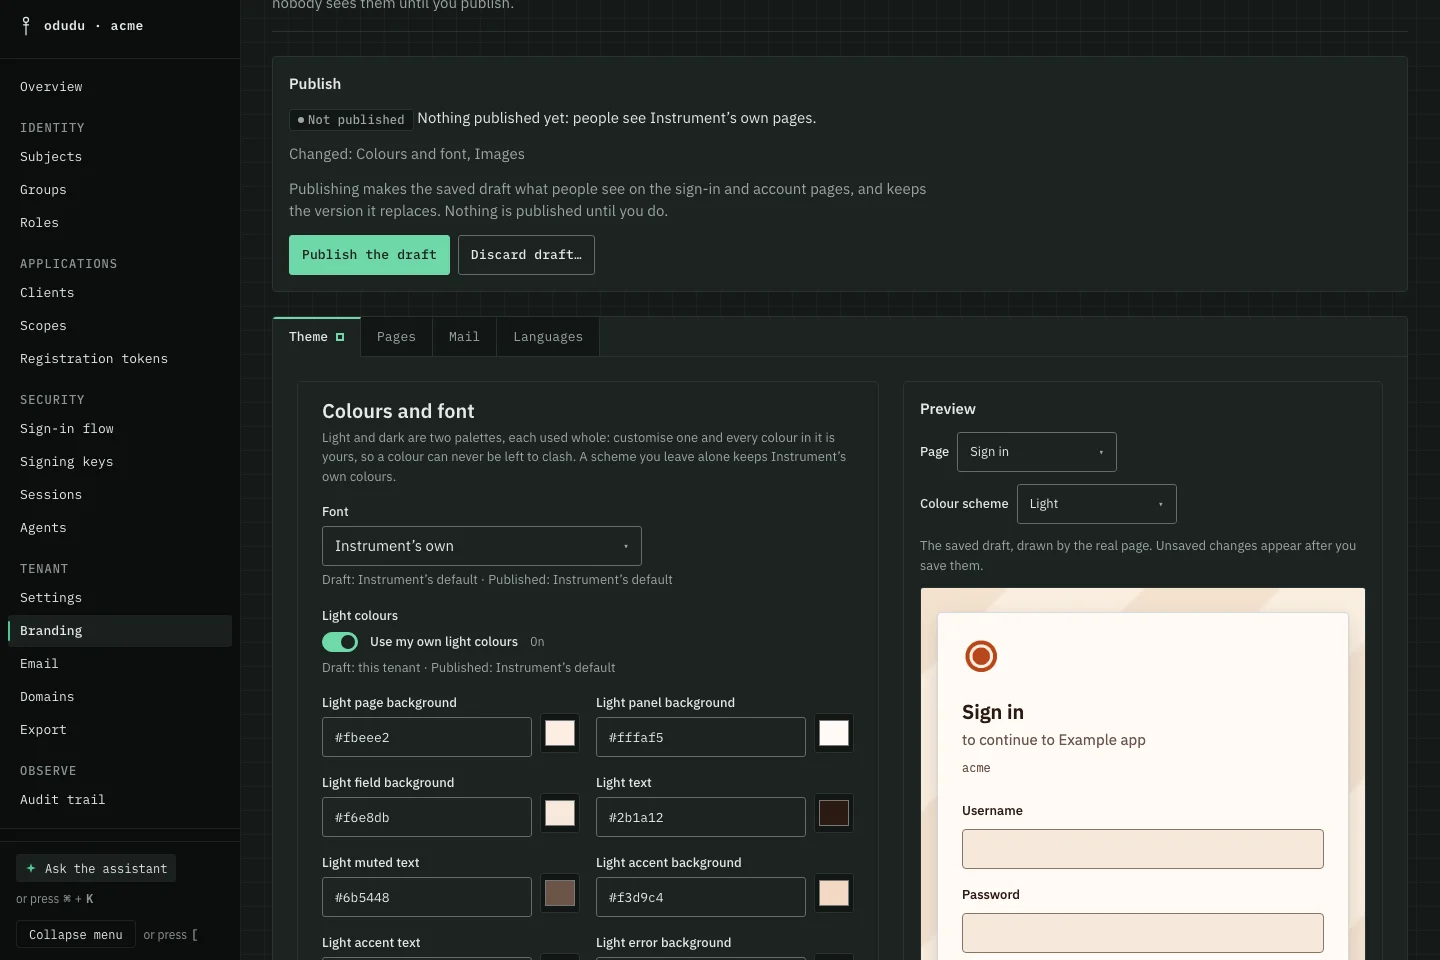 odudu · acme
Overview
IDENTITY
Subjects
Groups
Roles
APPLICATIONS
Clients
Scopes
Registration tokens
SECURITY
Sign-in flow
Signing keys
Sessions
Agents
TENANT
Settings
Branding
Email
Domains
Export
OBSERVE
Audit trail
Ask the assistant
or press ⌘ + K
Collapse menu or press [
nobody sees them until you publish.
Publish
Not published Nothing published yet: people see Instrument’s own pages.
Changed: Colours and font, Images
Publishing makes the saved draft what people see on the sign-in and account pages, and keeps
the version it replaces. Nothing is published until you do.
Publish the draft Discard draft…
Theme Pages Mail Languages
Colours and font
Light and dark are two palettes, each used whole: customise one and every colour in it is
yours, so a colour can never be left to clash. A scheme you leave alone keeps Instrument’s
own colours.
Font
Instrument’s own
Draft: Instrument’s default · Published: Instrument’s default
Light colours
Use my own light colours On
Draft: this tenant · Published: Instrument’s default
Light page background Light panel background
#fbeee2 #fffaf5
Light field background Light text
#f6e8db #2b1a12
Light muted text Light accent background
#6b5448 #f3d9c4
Light accent text Light error background
Preview
Page Sign in
Colour scheme Light
The saved draft, drawn by the real page. Unsaved changes appear after you
save them.
Sign in
to continue to Example app
acme
Username
Password